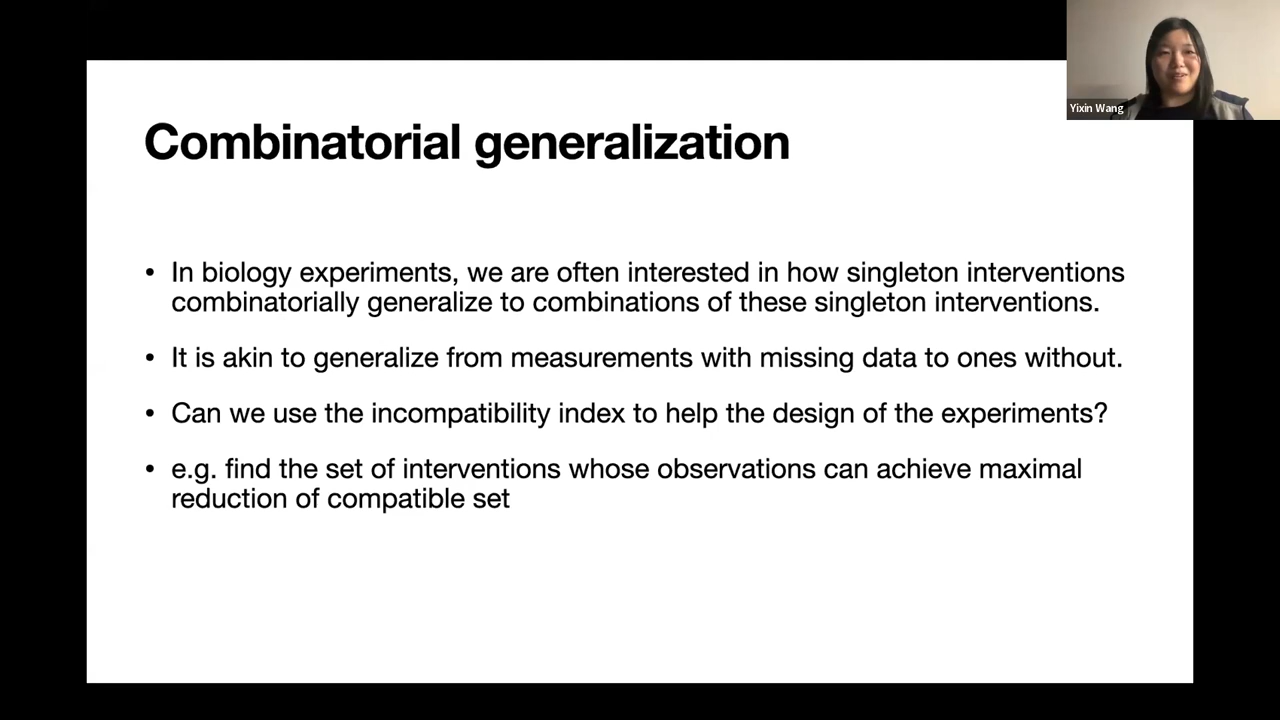 Yixin Wang
Combinatorial generalization
• In biology experiments, we are often interested in how singleton interventions
combinatorially generalize to combinations of these singleton interventions.
• It is akin to generalize from measurements with missing data to ones without.
• Can we use the incompatibility index to help the design of the experiments?
• e.g. find the set of interventions whose observations can achieve maximal
reduction of compatible set